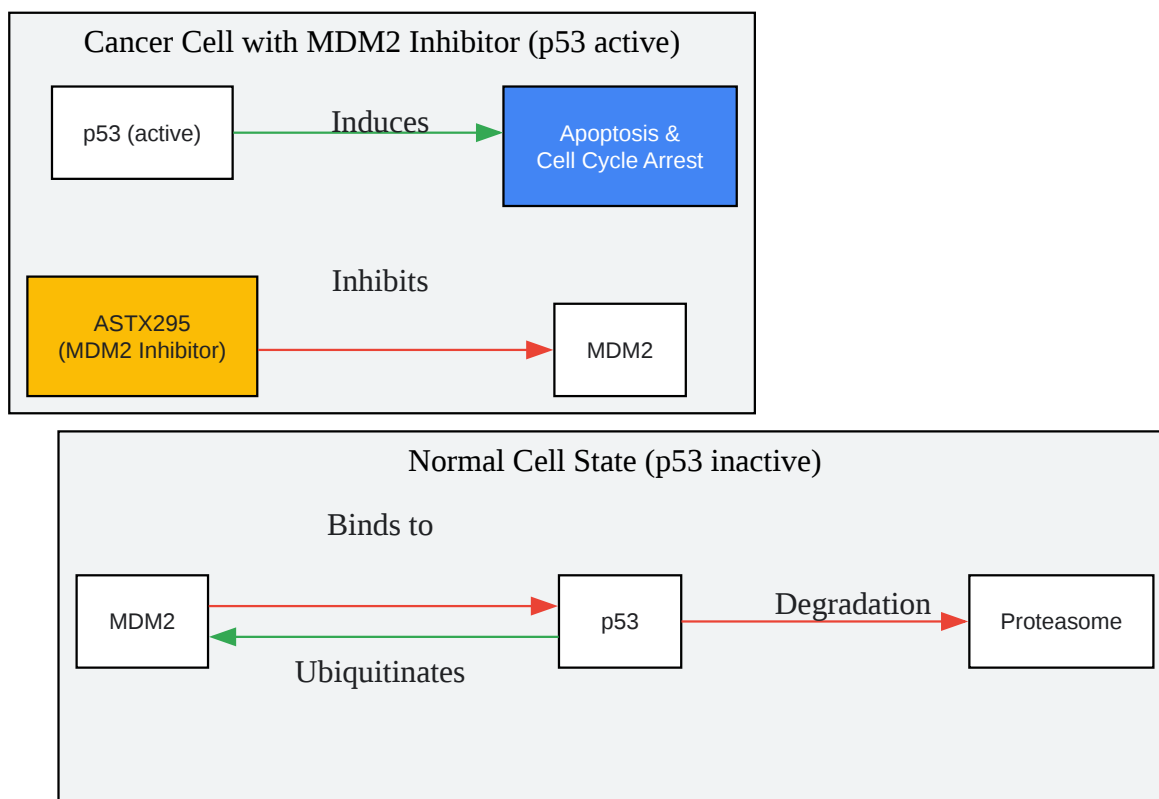 Cancer Cell with MDM2 Inhibitor (p53 active)
p53 (active)
Induces
Apoptosis &
Cell Cycle Arrest
Inhibits
ASTX295
(MDM2 Inhibitor)
MDM2
Normal Cell State (p53 inactive)
Binds to
MDM2
p53
Degradation
Proteasome
Ubiquitinates